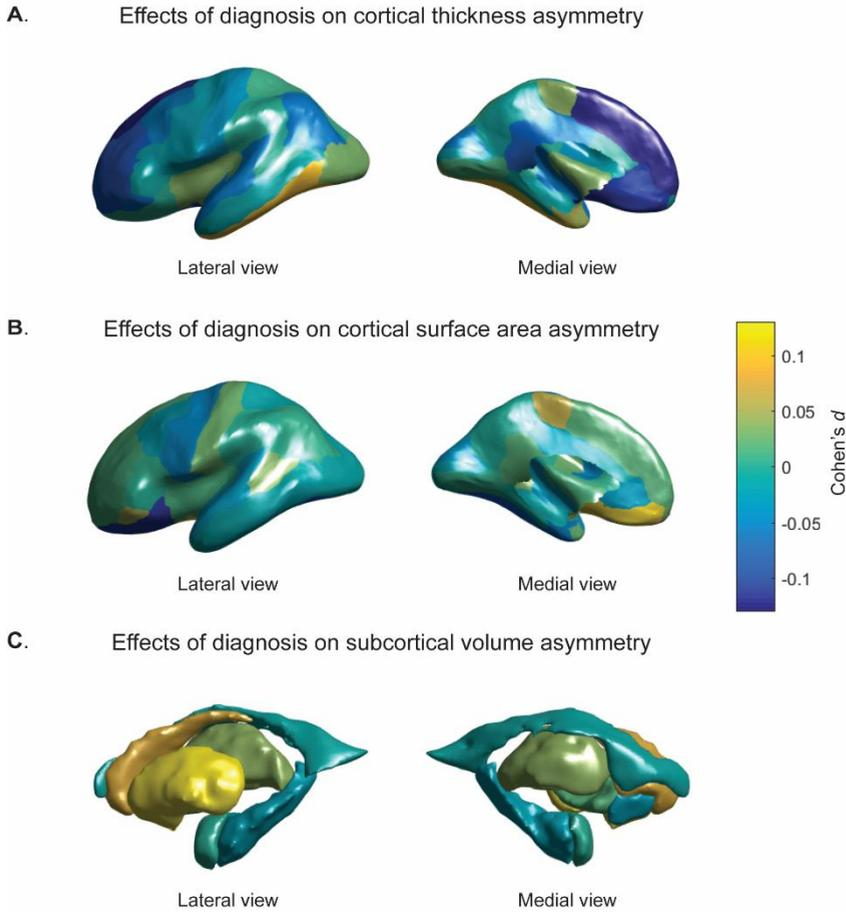 A. Effects of diagnosis on cortical thickness asymmetry
Lateral view Medial view
B. Effects of diagnosis on cortical surface area asymmetry
0.1
0.05
0
-0.05
-0.1
Cohen's d
Lateral view Medial view
C. Effects of diagnosis on subcortical volume asymmetry
Lateral view Medial view